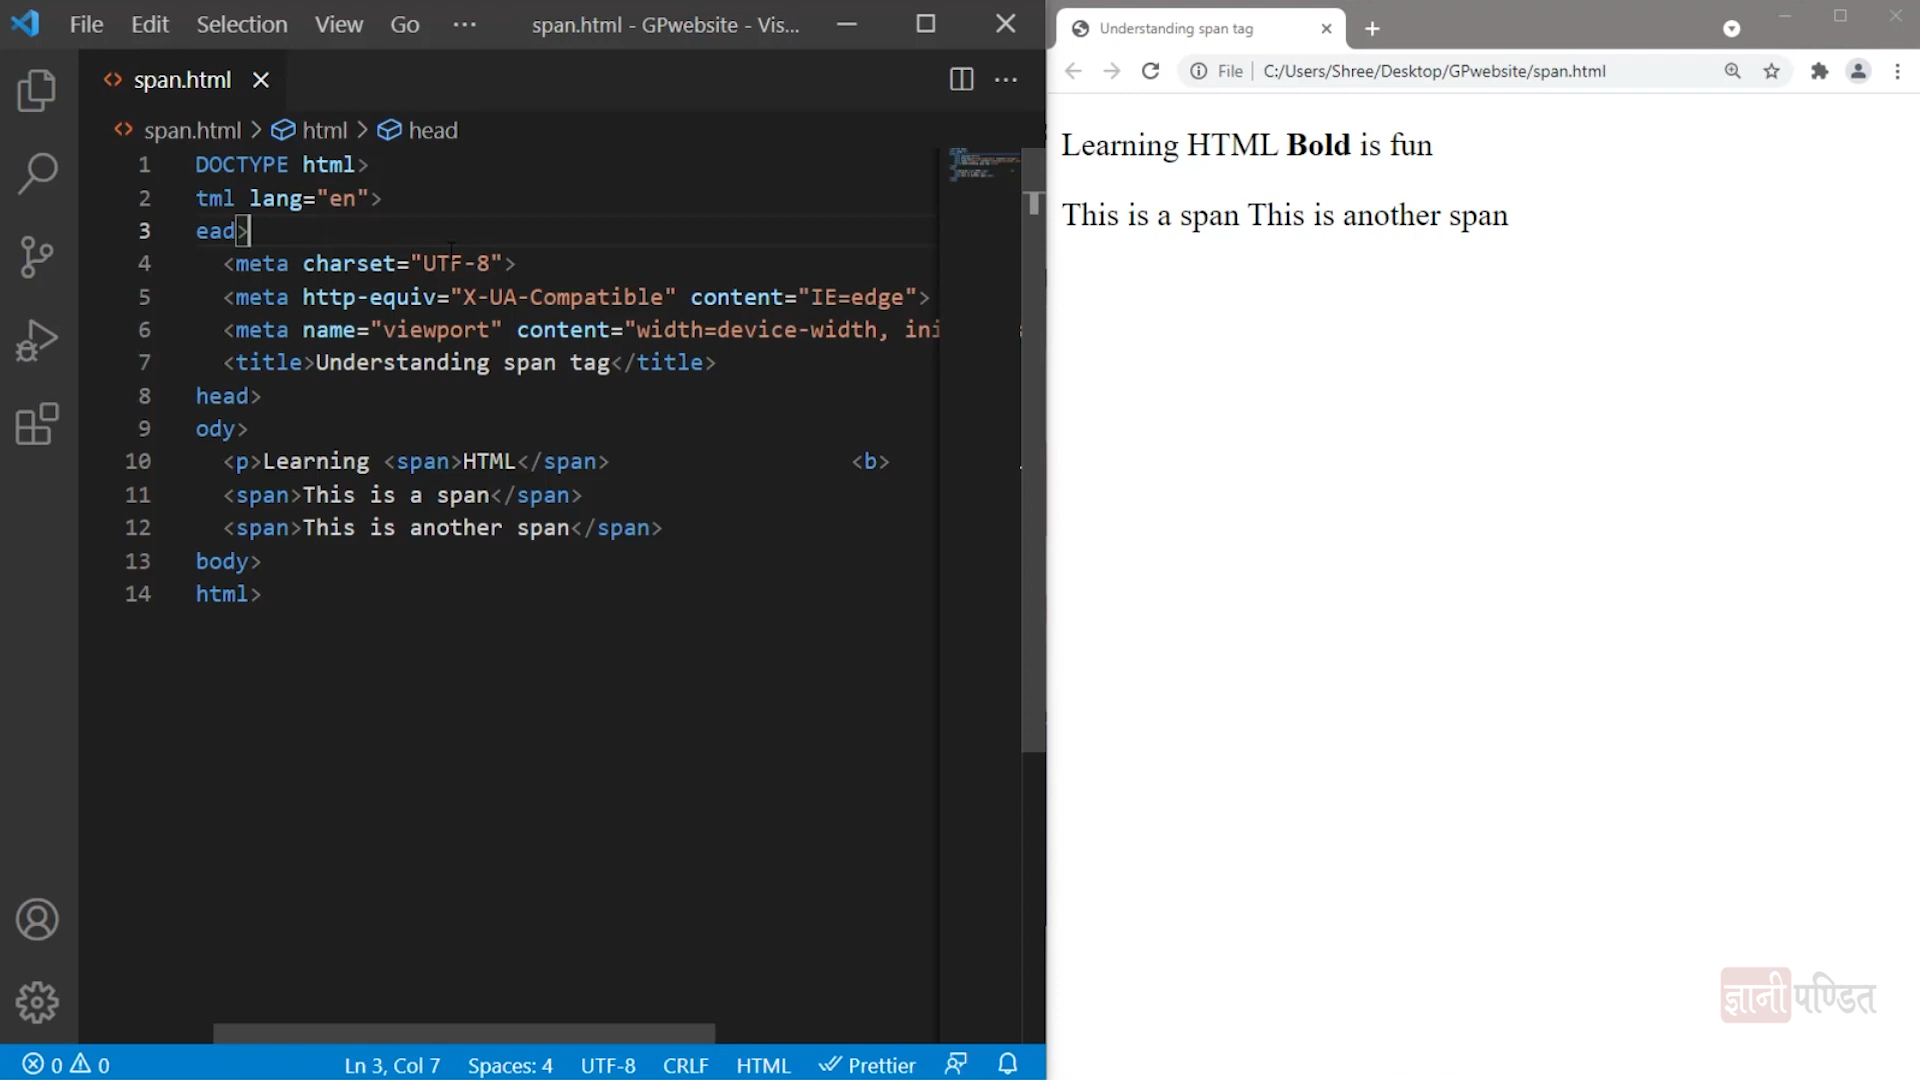 File Edit Selection View Go ··· span.html - GPwebsite - Vis...
span.html
span.html > html > head
1 DOCTYPE html>
2 tml lang="en">
3 ead>
4 <meta charset="UTF-8">
5 <meta http-equiv="X-UA-Compatible" content="IE=edge">
6 <meta name="viewport" content="width=device-width, ini
7 <title>Understanding span tag</title>
8 head>
9 ody>
10 <p>Learning <span>HTML</span> <b>
11 <span>This is a span</span>
12 <span>This is another span</span>
13 body>
14 html>
0 0 Ln 3, Col 7 Spaces: 4 UTF-8 CRLF HTML Prettier
Understanding span tag
File C:/Users/Shree/Desktop/GPwebsite/span.html
Learning HTML Bold is fun
This is a span This is another span
ज्ञानी पण्डित